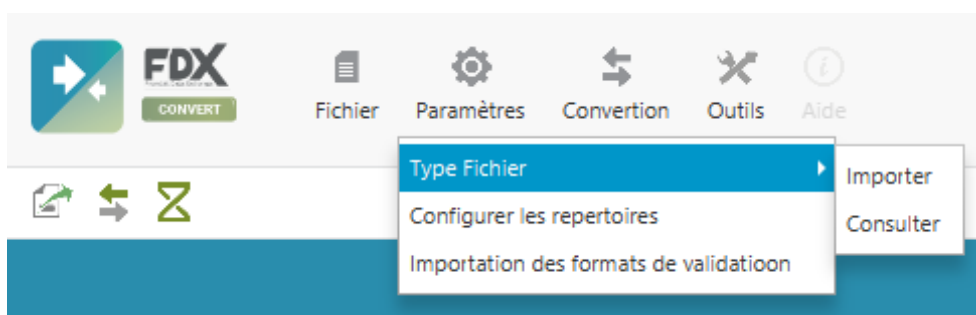 FDX
CONVERT
Fichier Paramètres Convertion Outils Aide
Type Fichier
Importer
Configurer les repertoires
Consulter
Importation des formats de validatioon